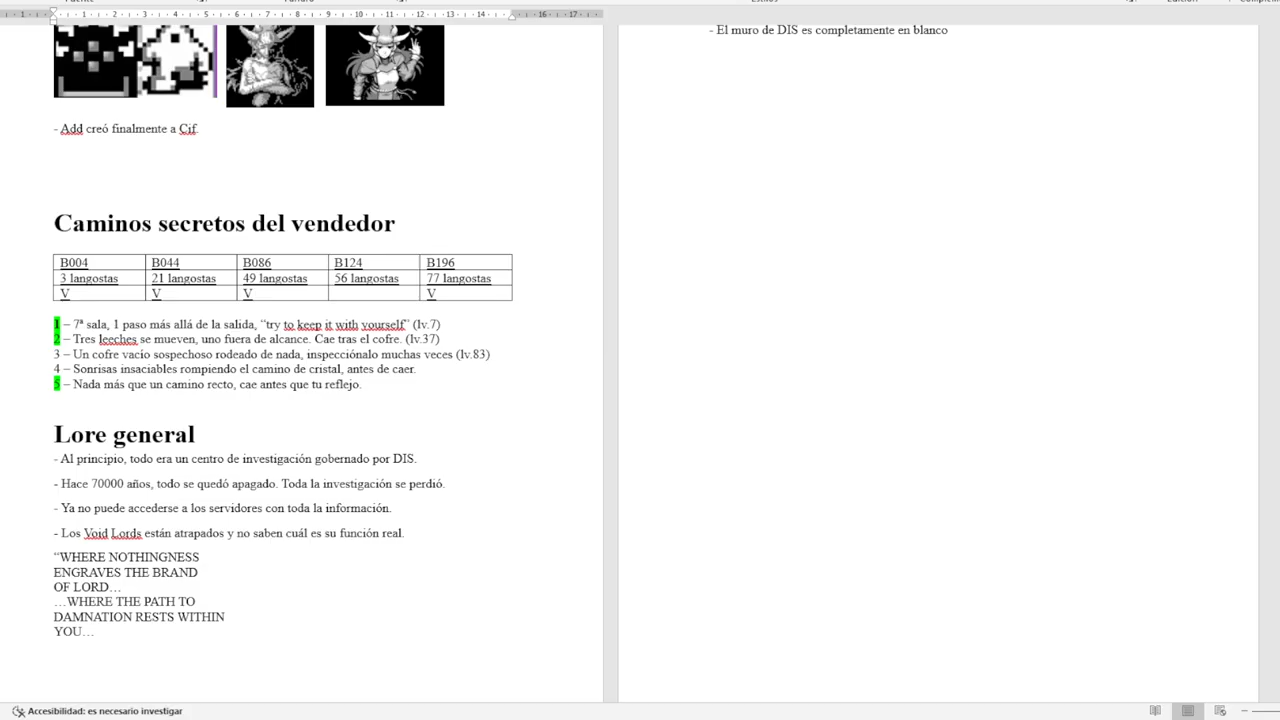 - Add creó finalmente a Cif.
Caminos secretos del vendedor
B004 B044 B086 B124 B196
3 langostas 21 langostas 49 langostas 56 langostas 77 langostas
V V V V
1 – 7ª sala, 1 paso más allá de la salida, “try to keep it with yourself” (lv.7)
2 – Tres leeches se mueven, uno fuera de alcance. Cae tras el cofre. (lv.37)
3 – Un cofre vacío sospechoso rodeado de nada, inspecciónalo muchas veces (lv.83)
4 – Sonrisas insaciables rompiendo el camino de cristal, antes de caer.
5 – Nada más que un camino recto, cae antes que tu reflejo.
Lore general
- Al principio, todo era un centro de investigación gobernado por DIS.
- Hace 70000 años, todo se quedó apagado. Toda la investigación se perdió.
- Ya no puede accederse a los servidores con toda la información.
- Los Void Lords están atrapados y no saben cuál es su función real.
“WHERE NOTHINGNESS
ENGRAVES THE BRAND
OF LORD…
…WHERE THE PATH TO
DAMNATION RESTS WITHIN
YOU…
- El muro de DIS es completamente en blanco
Accesibilidad: es necesario investigar